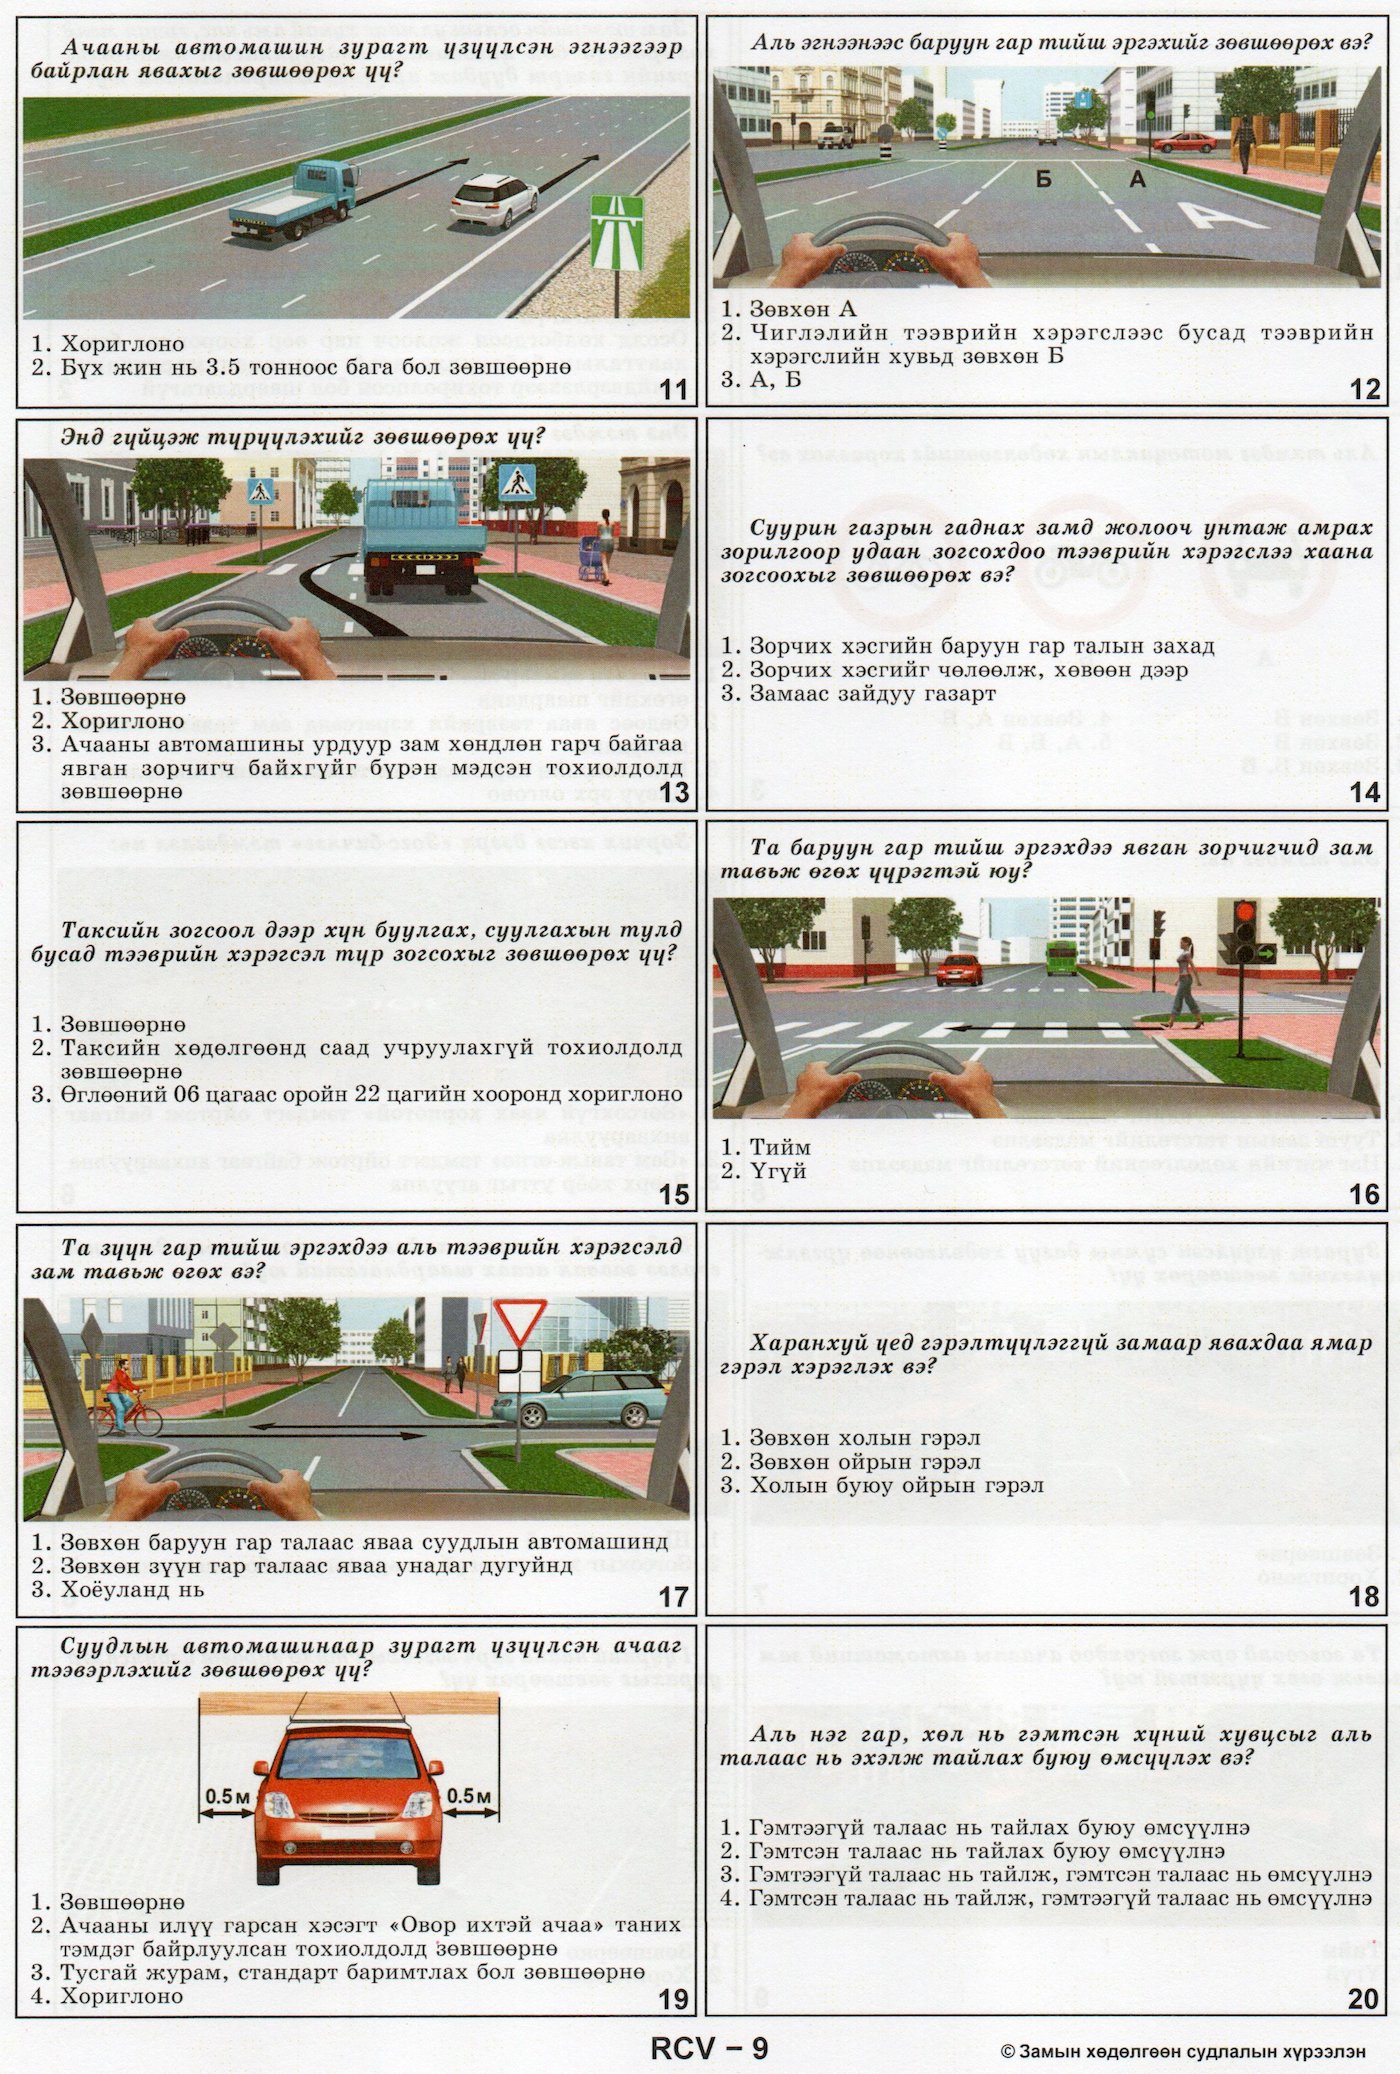 Ачааны автомашин зурагт үзүүлсэн эгнээгээр
байрлан явахыг зөвшөөрөх үү?
1. Хориглоно
2. Бүх жин нь 3.5 тонноос бага бол зөвшөөрнө
11
Аль эгнээнээс баруун гар тийш эргэхийг зөвшөөрөх вэ?
Б
А
А
1. Зөвхөн А
2. Чиглэлийн тээврийн хэрэгслээс бусад тээврийн
хэрэгслийн хувьд зөвхөн Б
3. А, Б
12
Энд гүйцэж түрүүлэхийг зөвшөөрөх үү?
1. Зөвшөөрнө
2. Хориглоно
3. Ачааны автомашины урдуур зам хөндлөн гарч байгаа
явган зорчигч байхгүйг бүрэн мэдсэн тохиолдолд
зөвшөөрнө
13
Суурин газрын гаднах замд жолооч унтаж амрах
зорилгоор удаан зогсохдоо тээврийн хэрэгслээ хаана
зогсоохыг зөвшөөрөх вэ?
1. Зорчих хэсгийн баруун гар талын захад
2. Зорчих хэсгийг чөлөөлж, хөвөөн дээр
3. Замаас зайдуу газарт
14
Таксийн зогсоол дээр хүн буулгах, суулгахын тулд
бусад тээврийн хэрэгсэл түр зогсохыг зөвшөөрөх үү?
1. Зөвшөөрнө
2. Таксийн хөдөлгөөнд саад учруулахгүй тохиолдолд
зөвшөөрнө
3. Өглөөний 06 цагаас оройн 22 цагийн хооронд хориглоно
15
Та баруун гар тийш эргэхдээ явган зорчигчид зам
тавьж өгөх үүрэгтэй юу?
1. Тийм
2. Үгүй
16
Та зүүн гар тийш эргэхдээ аль тээврийн хэрэгсэлд
зам тавьж өгөх вэ?
1. Зөвхөн баруун гар талаас яваа суудлын автомашинд
2. Зөвхөн зүүн гар талаас яваа унадаг дугуйнд
3. Хоёуланд нь
17
Харанхуй үед гэрэлтүүлэггүй замаар явахдаа ямар
гэрэл хэрэглэх вэ?
1. Зөвхөн холын гэрэл
2. Зөвхөн ойрын гэрэл
3. Холын буюу ойрын гэрэл
18
Суудлын автомашинаар зурагт үзүүлсэн ачааг
тээвэрлэхийг зөвшөөрөх үү?
0.5м
0.5м
1. Зөвшөөрнө
2. Ачааны илүү гарсан хэсэгт «Овор ихтэй ачаа» таних
тэмдэг байрлуулсан тохиолдолд зөвшөөрнө
3. Тусгай журам, стандарт баримтлах бол зөвшөөрнө
4. Хориглоно
19
Аль нэг гар, хөл нь гэмтсэн хүний хувцсыг аль
талаас нь эхэлж тайлах буюу өмсүүлэх вэ?
1. Гэмтээгүй талаас нь тайлах буюу өмсүүлнэ
2. Гэмтсэн талаас нь тайлах буюу өмсүүлнэ
3. Гэмтээгүй талаас нь тайлж, гэмтсэн талаас нь өмсүүлнэ
4. Гэмтсэн талаас нь тайлж, гэмтээгүй талаас нь өмсүүлнэ
20
RCV – 9
© Замын хөдөлгөөн судлалын хүрээлэн